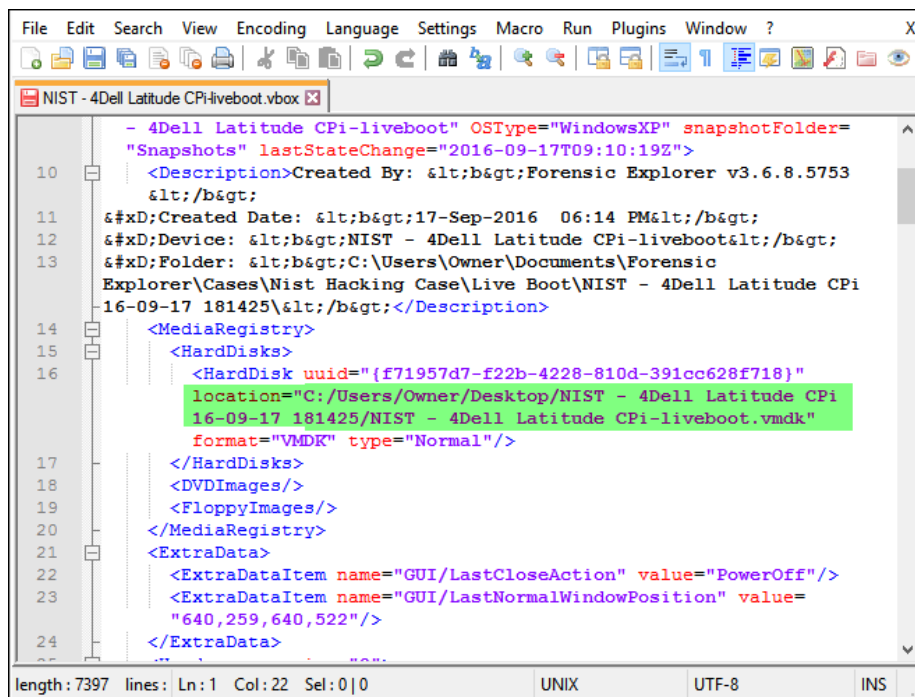 File Edit Search View Encoding Language Settings Macro Run Plugins Window ? X
NIST - 4Dell Latitude CPi-liveboot.vbox
- 4Dell Latitude CPi-liveboot" OSType="WindowsXP" snapshotFolder=
"Snapshots" lastStateChange="2016-09-17T09:10:19Z">
10 <Description>Created By: &lt;b&gt;Forensic Explorer v3.6.8.5753
&lt;/b&gt;
11 &#xD;Created Date: &lt;b&gt;17-Sep-2016  06:14 PM&lt;/b&gt;
12 &#xD;Device: &lt;b&gt;NIST - 4Dell Latitude CPi-liveboot&lt;/b&gt;
13 &#xD;Folder: &lt;b&gt;C:\Users\Owner\Documents\Forensic
Explorer\Cases\Nist Hacking Case\Live Boot\NIST - 4Dell Latitude CPi
16-09-17 181425\&lt;/b&gt;</Description>
14 <MediaRegistry>
15 <HardDisks>
16 <HardDisk uuid="{f71957d7-f22b-4228-810d-391cc628f718}"
location="C:/Users/Owner/Desktop/NIST - 4Dell Latitude CPi
16-09-17 181425/NIST - 4Dell Latitude CPi-liveboot.vmdk"
format="VMDK" type="Normal"/>
17 </HardDisks>
18 <DVDImages/>
19 <FloppyImages/>
20 </MediaRegistry>
21 <ExtraData>
22 <ExtraDataItem name="GUI/LastCloseAction" value="PowerOff"/>
23 <ExtraDataItem name="GUI/LastNormalWindowPosition" value=
"640,259,640,522"/>
24 </ExtraData>
length : 7397 lines : Ln : 1 Col : 22 Sel : 0 | 0 UNIX UTF-8 INS